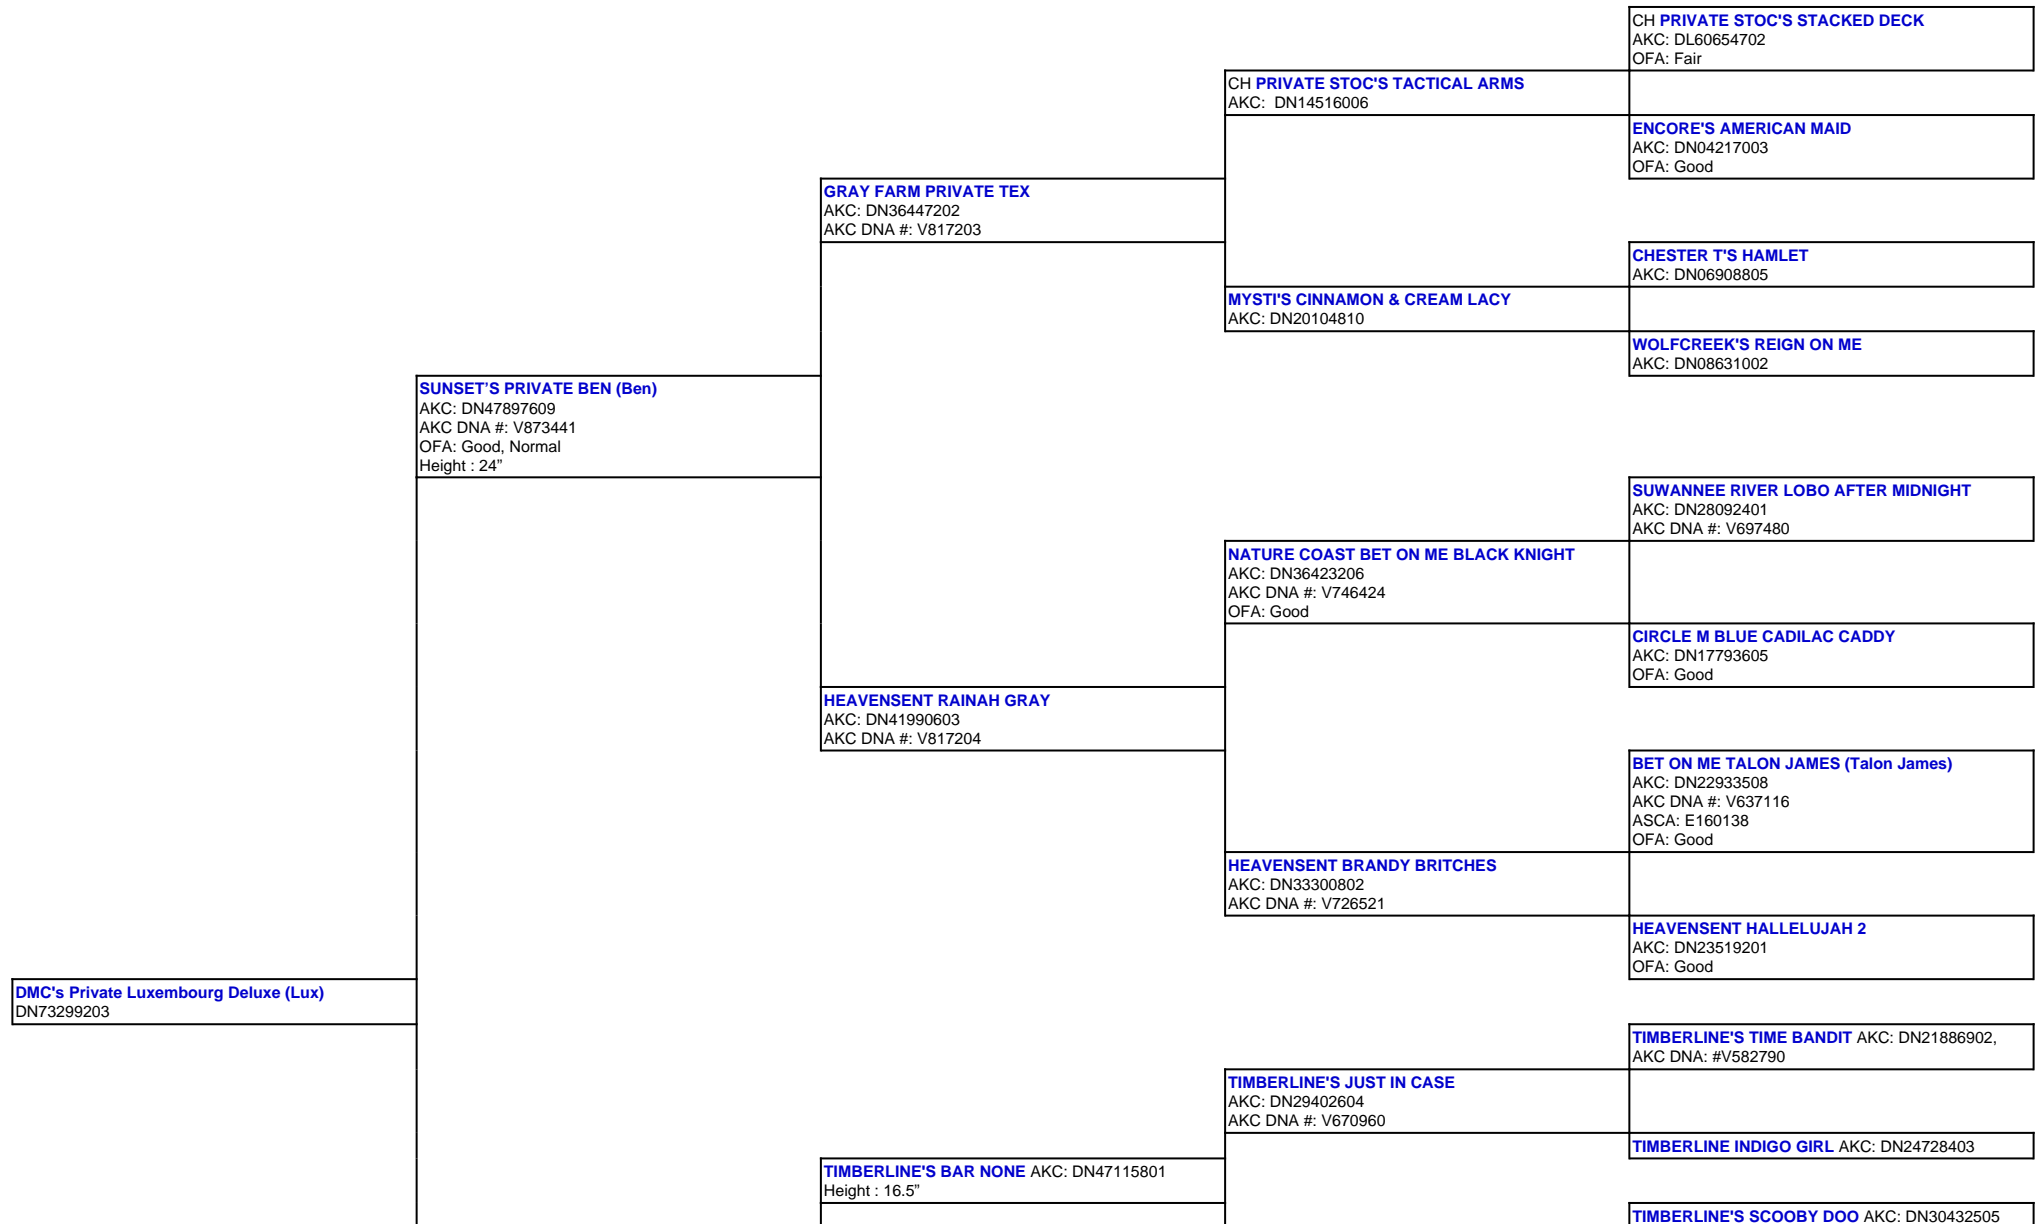 CH PRIVATE STOC'S STACKED DECK
AKC: DL60654702
OFA: Fair
CH PRIVATE STOC'S TACTICAL ARMS
AKC:  DN14516006
ENCORE'S AMERICAN MAID
AKC: DN04217003
OFA: Good
GRAY FARM PRIVATE TEX
AKC: DN36447202
AKC DNA #: V817203
CHESTER T'S HAMLET
AKC: DN06908805
MYSTI'S CINNAMON & CREAM LACY
AKC: DN20104810
WOLFCREEK'S REIGN ON ME
AKC: DN08631002
SUNSET’S PRIVATE BEN (Ben)
AKC: DN47897609
AKC DNA #: V873441
OFA: Good, Normal
Height : 24”
SUWANNEE RIVER LOBO AFTER MIDNIGHT
AKC: DN28092401
AKC DNA #: V697480
NATURE COAST BET ON ME BLACK KNIGHT
AKC: DN36423206
AKC DNA #: V746424
OFA: Good
CIRCLE M BLUE CADILAC CADDY
AKC: DN17793605
OFA: Good
HEAVENSENT RAINAH GRAY
AKC: DN41990603
AKC DNA #: V817204
BET ON ME TALON JAMES (Talon James)
AKC: DN22933508
AKC DNA #: V637116
ASCA: E160138
OFA: Good
HEAVENSENT BRANDY BRITCHES
AKC: DN33300802
AKC DNA #: V726521
HEAVENSENT HALLELUJAH 2
AKC: DN23519201
OFA: Good
DMC's Private Luxembourg Deluxe (Lux)
DN73299203
TIMBERLINE'S TIME BANDIT AKC: DN21886902,
AKC DNA: #V582790
TIMBERLINE'S JUST IN CASE
AKC: DN29402604
AKC DNA #: V670960
TIMBERLINE INDIGO GIRL AKC: DN24728403
TIMBERLINE'S BAR NONE AKC: DN47115801
Height : 16.5”
TIMBERLINE'S SCOOBY DOO AKC: DN30432505